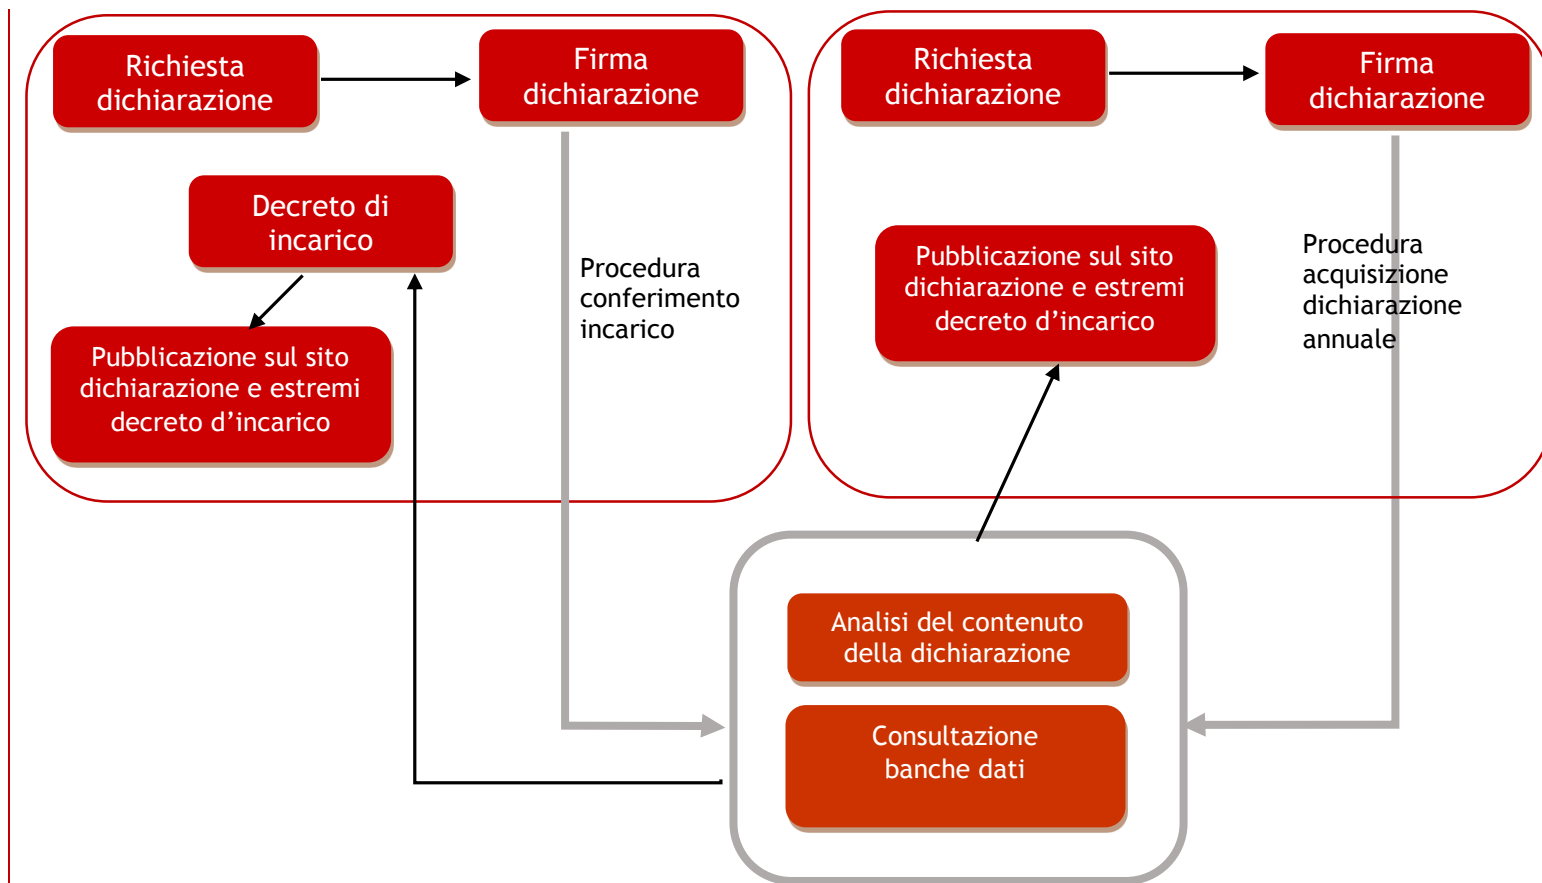 Richiesta
dichiarazione
Firma
dichiarazione
Decreto di
incarico
Procedura
conferimento
incarico
Pubblicazione sul sito
dichiarazione e estremi
decreto d’incarico
Richiesta
dichiarazione
Firma
dichiarazione
Pubblicazione sul sito
dichiarazione e estremi
decreto d’incarico
Procedura
acquisizione
dichiarazione
annuale
Analisi del contenuto
della dichiarazione
Consultazione
banche dati